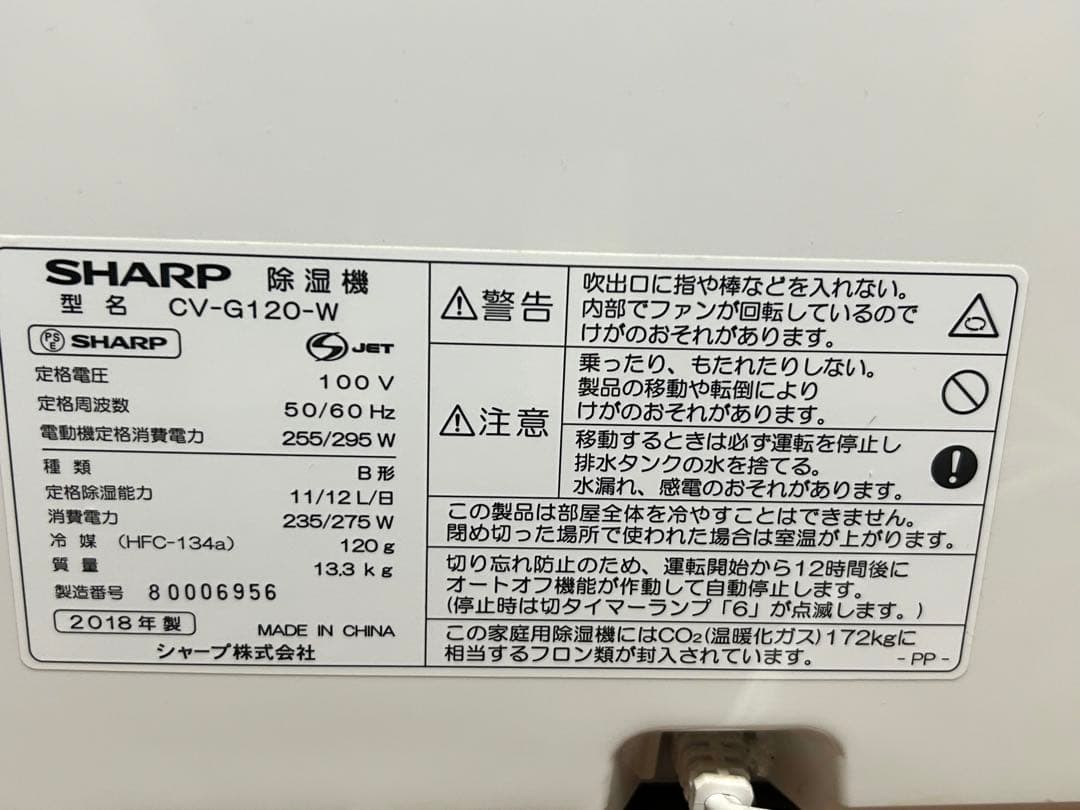 SHARP 除湿機
型名 CV-G120-W
PSE SHARP
S JET
定格電圧 100V
定格周波数 50/60 Hz
電動機定格消費電力 255/295 W
種類 B形
定格除湿能力 11/12 L/日
消費電力 235/275 W
冷媒 (HFC-134a) 120g
質量 13.3 kg
製造番号 80006956
2018年製
MADE IN CHINA
シャープ株式会社
警告
吹出口に指や棒などを入れない。
内部でファンが回転しているので
けがのおそれがあります。
注意
乗ったり、もたれたりしない。
製品の移動や転倒により
けがのおそれがあります。
移動するときは必ず運転を停止し
排水タンクの水を捨てる。
水漏れ、感電のおそれがあります。
この製品は部屋全体を冷やすことはできません。
閉め切った場所で使われた場合は室温が上がります。
切り忘れ防止のため、運転開始から12時間後に
オートオフ機能が作動して自動停止します。
(停止時は切タイマーランプ「6」が点滅します。)
この家庭用除湿機にはCO₂(温暖化ガス)172kgに
相当するフロン類が封入されています。
- PP -